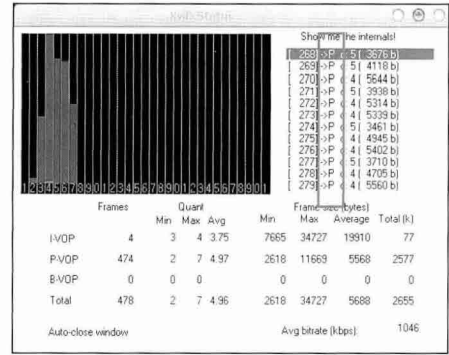 XviD Status
Show me the internals!
[ 268] ->P q: 5 ( 3676 b)
[ 269] ->P q: 5 ( 4118 b)
[ 270] ->P q: 4 ( 5644 b)
[ 271] ->P q: 5 ( 3938 b)
[ 272] ->P q: 4 ( 5314 b)
[ 273] ->P q: 4 ( 5339 b)
[ 274] ->P q: 5 ( 3461 b)
[ 275] ->P q: 4 ( 4945 b)
[ 276] ->P q: 4 ( 5402 b)
[ 277] ->P q: 5 ( 3710 b)
[ 278] ->P q: 4 ( 4705 b)
[ 279] ->P q: 4 ( 5560 b)
1 2 3 4 5 6 7 8 9 0 1 2 3 4 5 6 7 8 9 0 1 2 3 4 5 6 7 8 9 0 1
Frames Quant Frame size (bytes)
Min Max Avg Min Max Average Total (k)
I-VOP 4 3 4 3.75 7665 34727 19910 77
P-VOP 474 2 7 4.97 2618 11669 5568 2577
B-VOP 0 0 0 0 0 0 0
Total 478 2 7 4.96 2618 34727 5688 2655
Auto-close window Avg bitrate (kbps): 1046